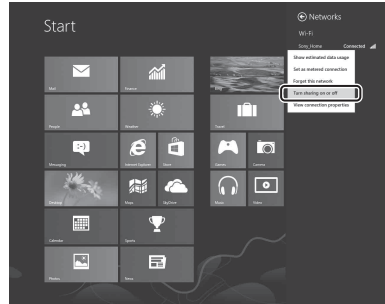 Start
Networks
Wi-Fi
Sony_Home Connected
Show estimated data usage
Set as metered connection
Forget this network
Turn sharing on or off
View connection properties
Mail
Finance
People
Weather
Messaging
Internet Explorer
Store
Desktop
Maps
SkyDrive
Calendar
Sports
Photos
News
Bing
Travel
Games
Camera
Music
Video